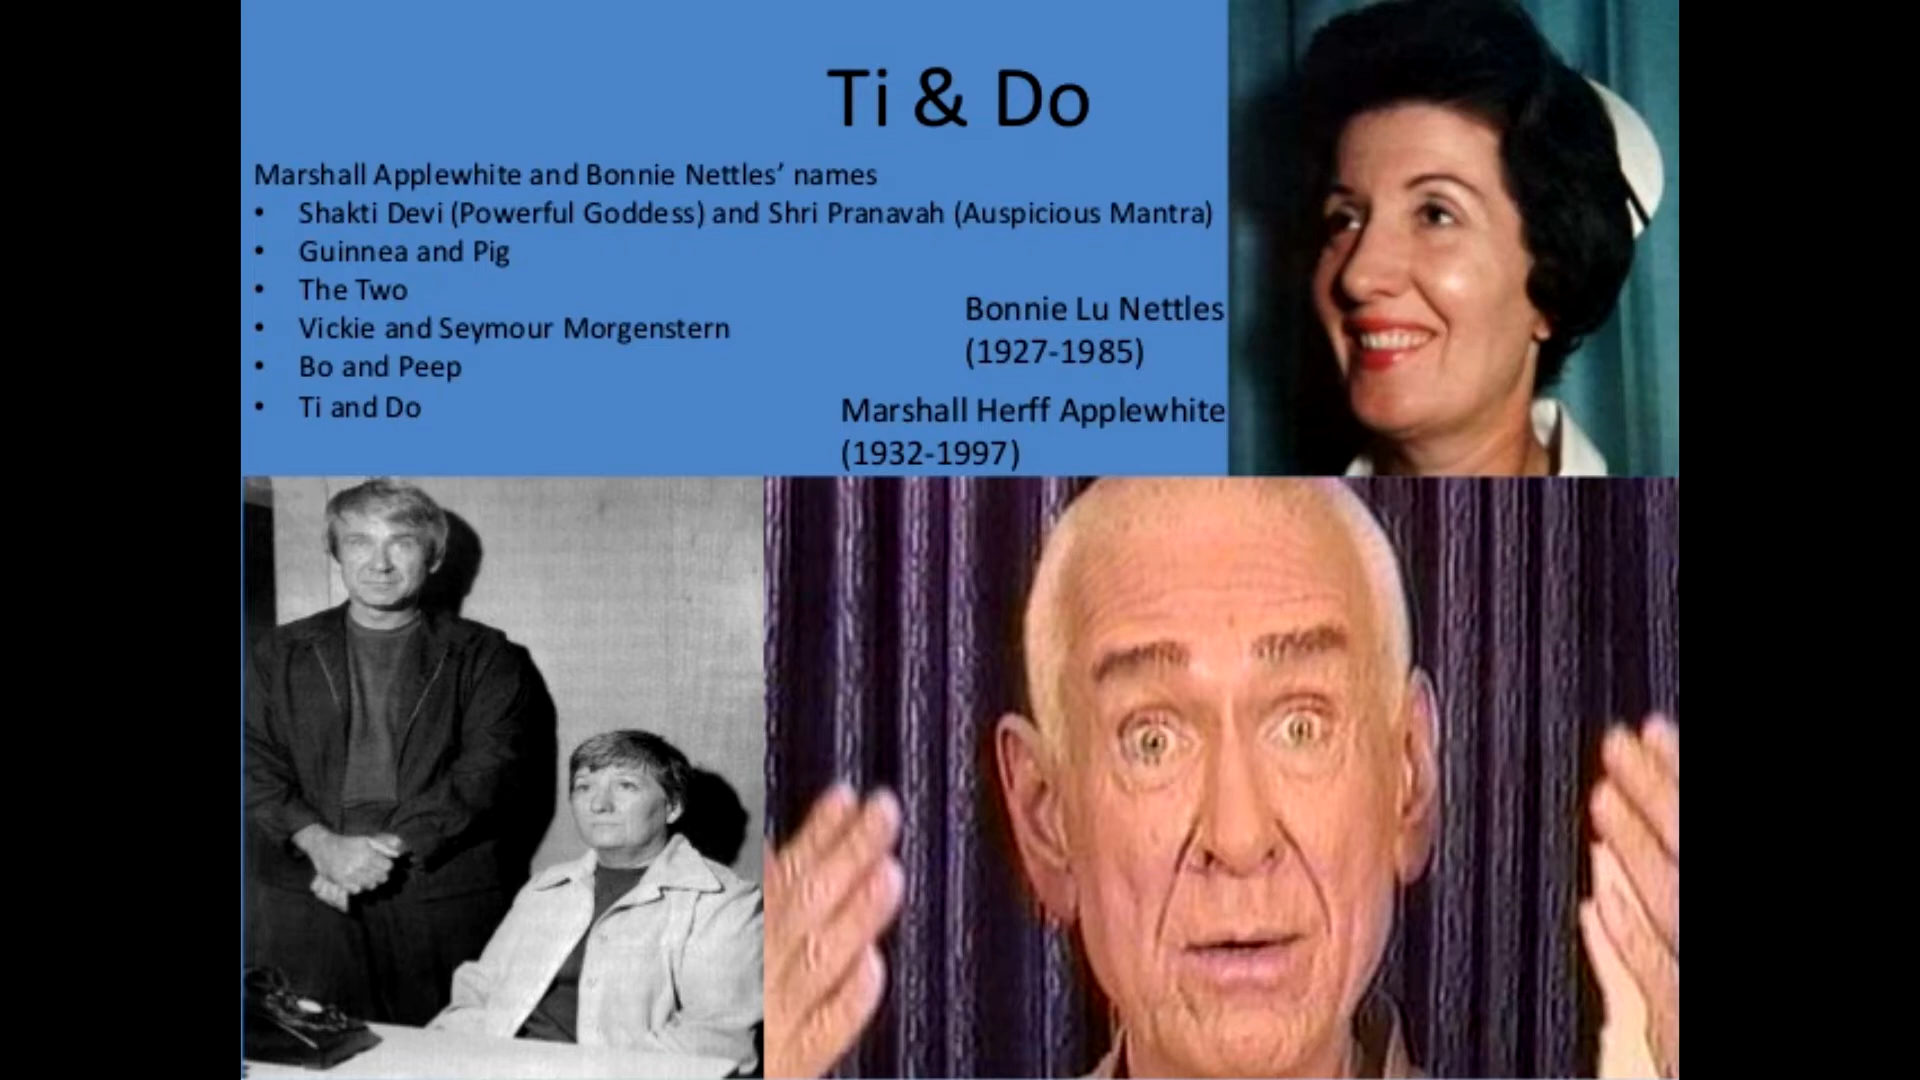 Ti & Do
Marshall Applewhite and Bonnie Nettles’ names
• Shakti Devi (Powerful Goddess) and Shri Pranavah (Auspicious Mantra)
• Guinnea and Pig
• The Two
• Vickie and Seymour Morgenstern
• Bo and Peep
• Ti and Do
Bonnie Lu Nettles
(1927-1985)
Marshall Herff Applewhite
(1932-1997)